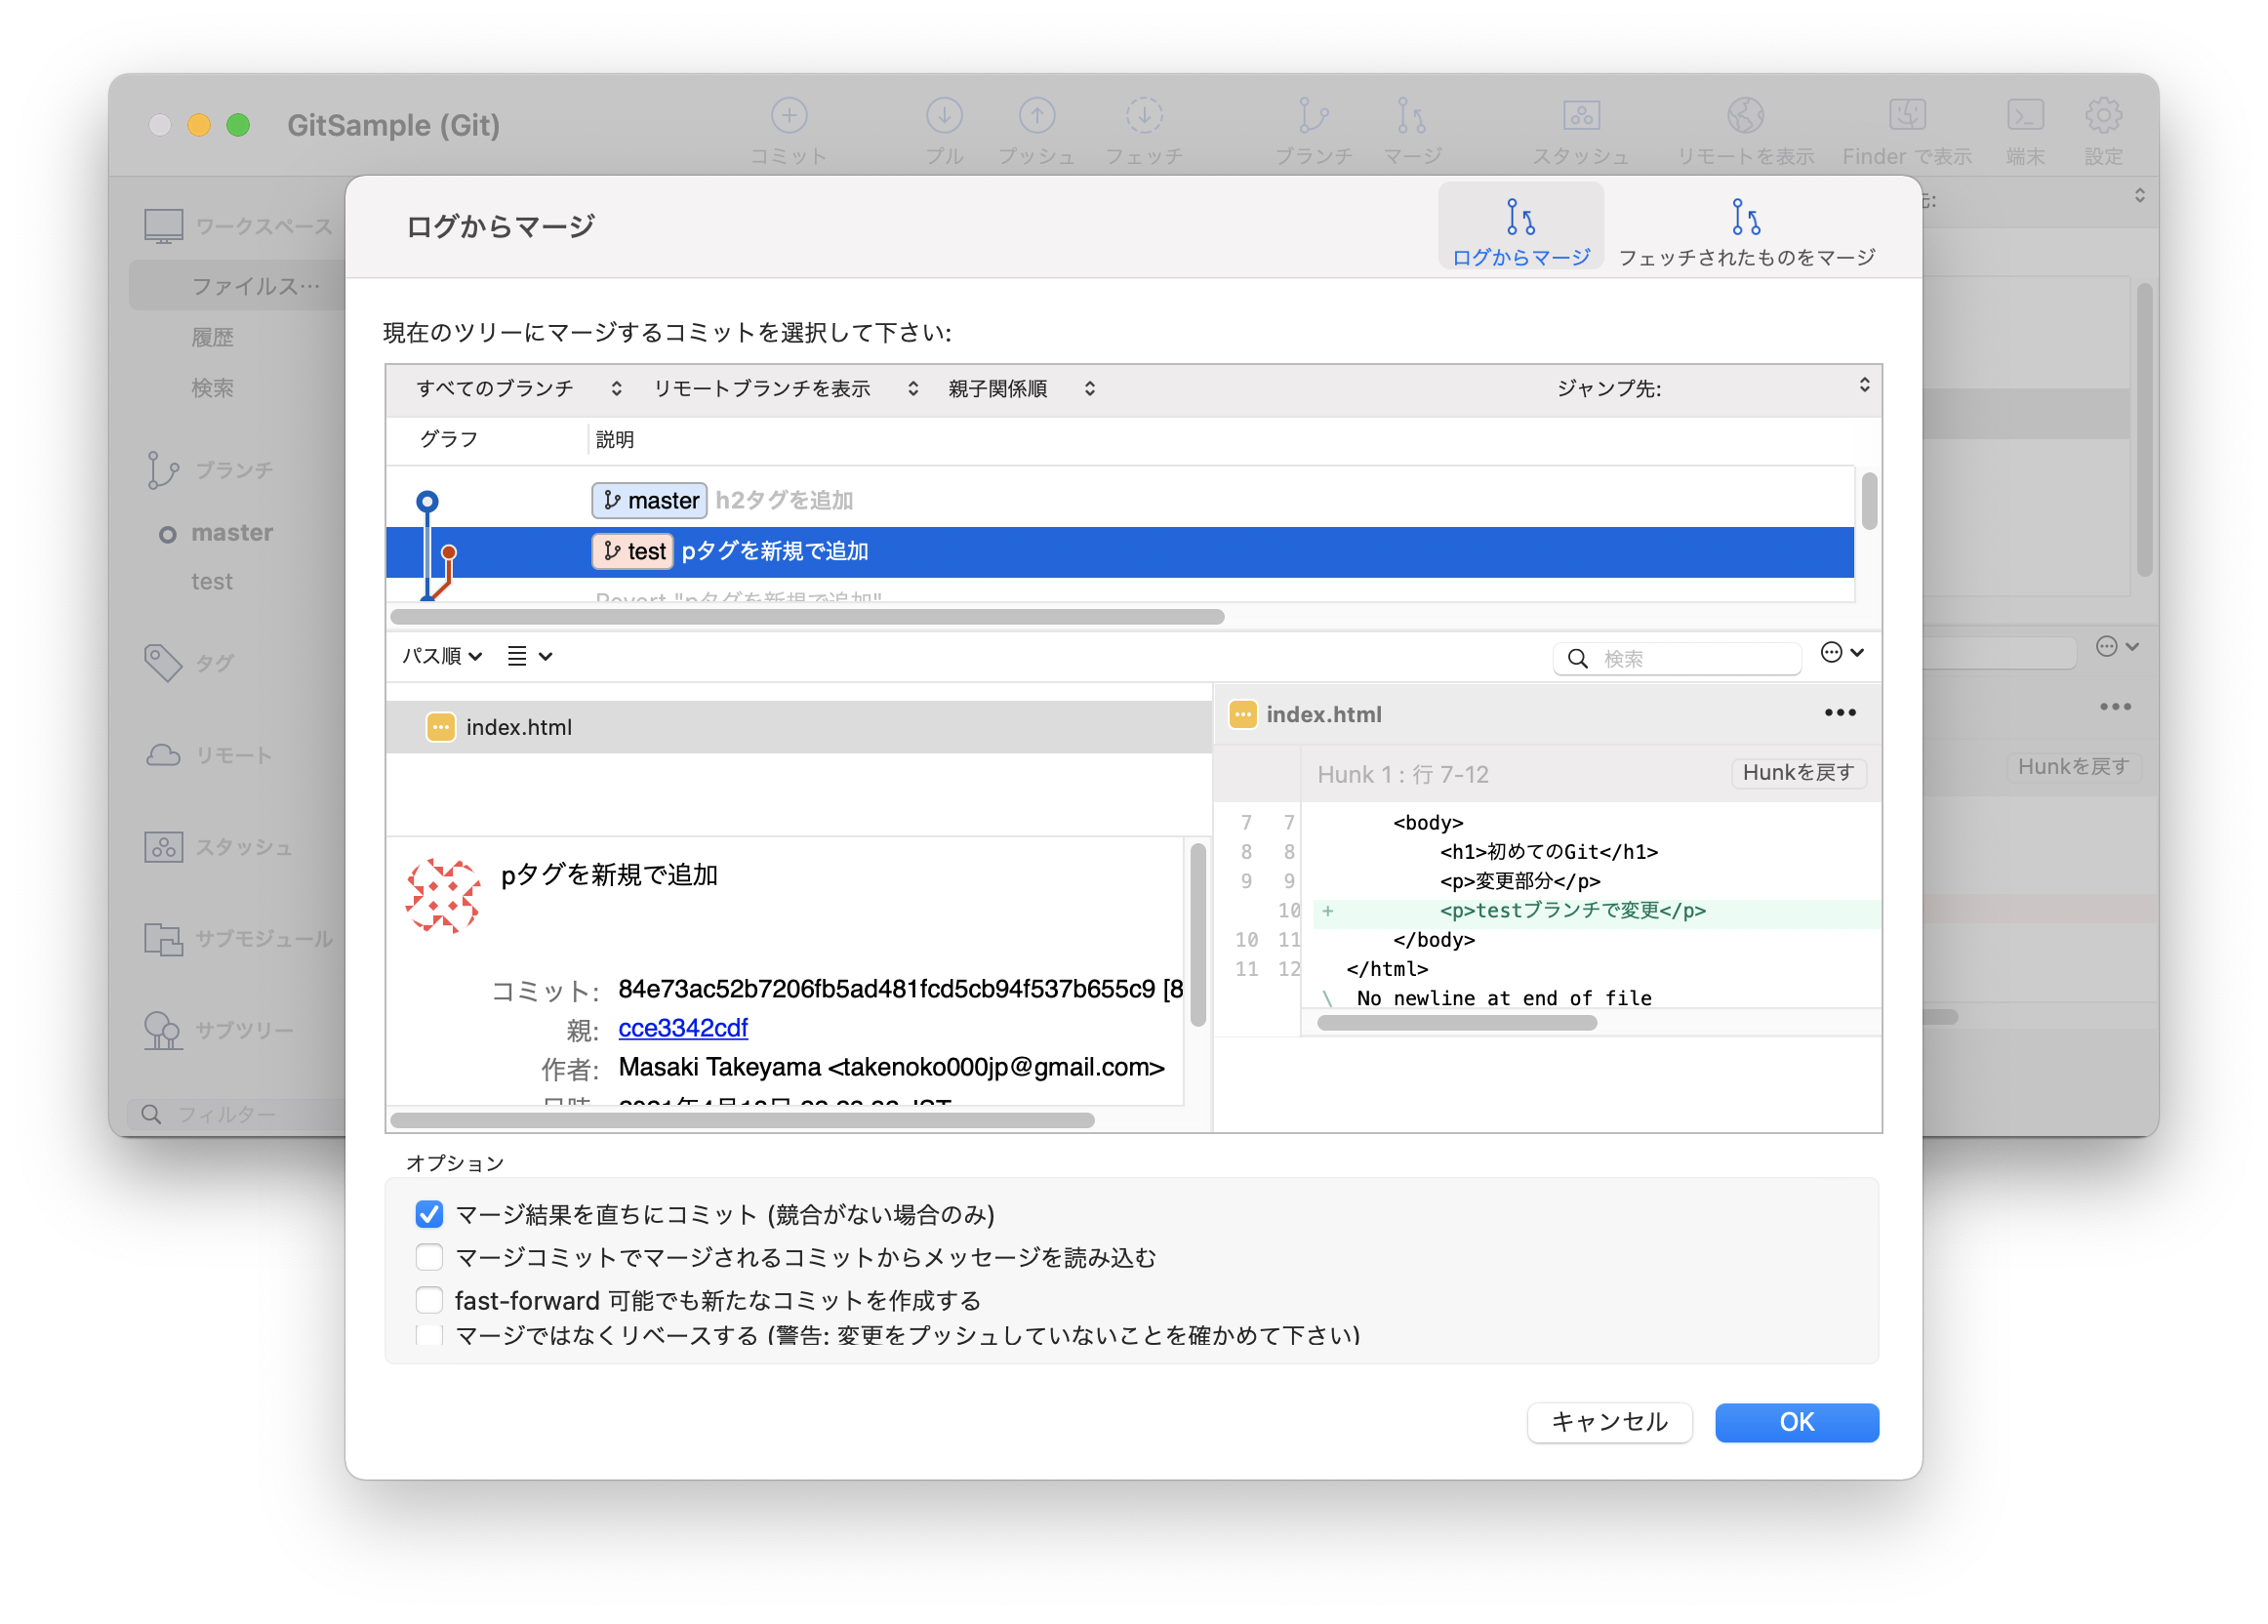 GitSample (Git)
コミット
プル
プッシュ
フェッチ
ブランチ
マージ
スタッシュ
リモートを表示
Finder で表示
端末
設定
ワークスペース
ファイルス…
履歴
検索
ブランチ
master
test
タグ
リモート
スタッシュ
サブモジュール
サブツリー
フィルター
ログからマージ
ログからマージ
フェッチされたものをマージ
現在のツリーにマージするコミットを選択して下さい:
すべてのブランチ
リモートブランチを表示
親子関係順
ジャンプ先:
グラフ
説明
master h2タグを追加
test pタグを新規で追加
Revert "pタグを新規で追加"
パス順
検索
index.html
index.html
Hunk 1 : 行 7-12
Hunkを戻す
7 7 <body>
8 8 <h1>初めてのGit</h1>
9 9 <p>変更部分</p>
10 + <p>testブランチで変更</p>
10 11 </body>
11 12 </html>
\ No newline at end of file
pタグを新規で追加
コミット: 84e73ac52b7206fb5ad481fcd5cb94f537b655c9 [8
親: cce3342cdf
作者: Masaki Takeyama <takenoko000jp@gmail.com>
オプション
マージ結果を直ちにコミット (競合がない場合のみ)
マージコミットでマージされるコミットからメッセージを読み込む
fast-forward 可能でも新たなコミットを作成する
マージではなくリベースする (警告: 変更をプッシュしていないことを確かめて下さい)
キャンセル
OK
Hunkを戻す